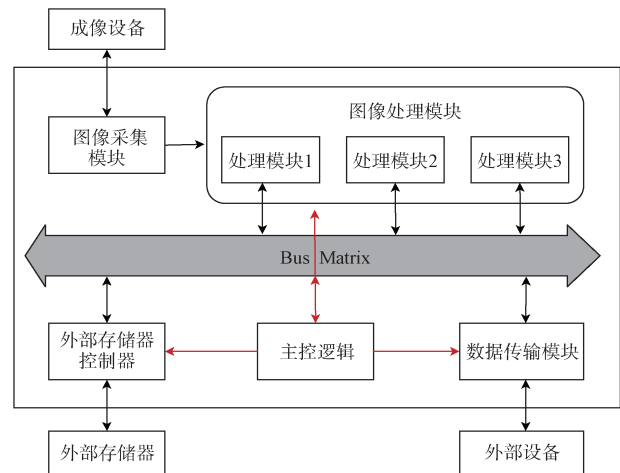 成像设备
图像采集
模块
图像处理模块
处理模块1
处理模块2
处理模块3
Bus Matrix
外部存储器
控制器
主控逻辑
数据传输模块
外部存储器
外部设备